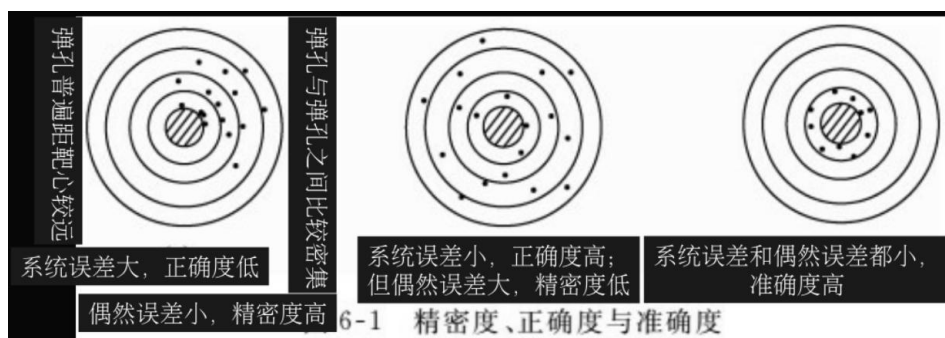 弹孔普遍距靶心较远
弹孔与弹孔之间比较密集
系统误差大，正确度低
偶然误差小，精密度高
系统误差小，正确度高；
但偶然误差大，精密度低
系统误差和偶然误差都小，
准确度高
6-1 精密度、正确度与准确度